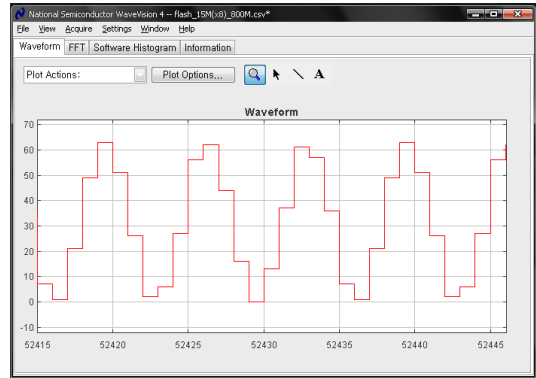 National Semiconductor WaveVision 4 -- flash_15M(x8)_800M.csv*
File View Acquire Settings Window Help
Waveform FFT Software Histogram Information
Plot Actions: Plot Options... A
Waveform
70
60
50
40
30
20
10
0
-10
52415 52420 52425 52430 52435 52440 52445